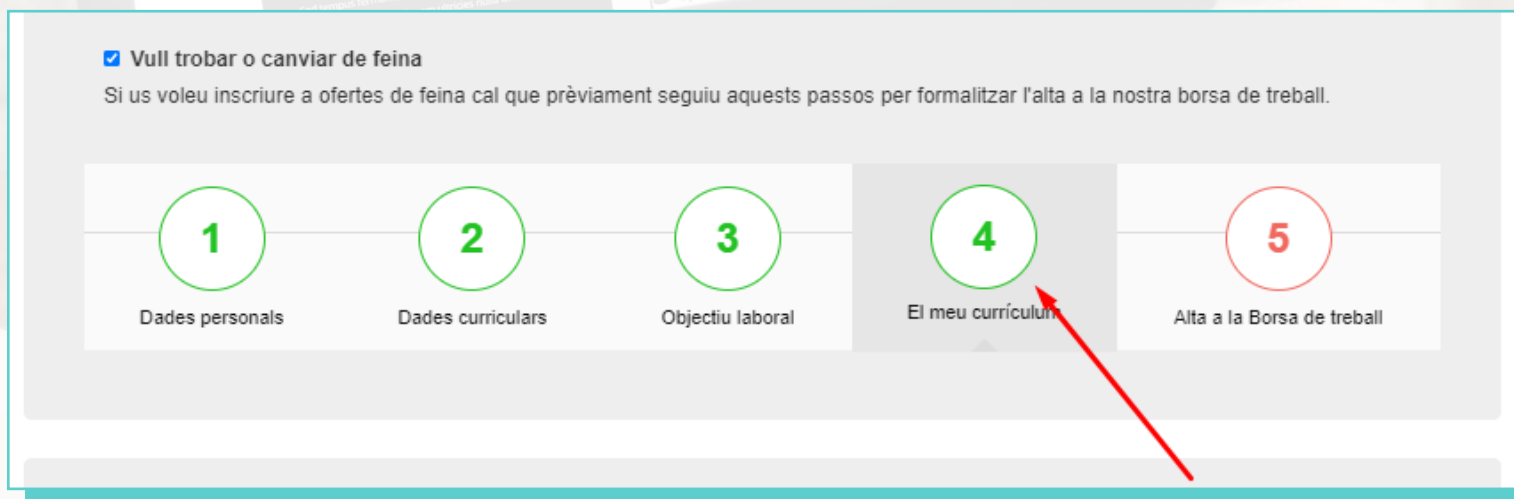 Vull trobar o canviar de feina
Si us voleu inscriure a ofertes de feina cal que prèviament seguiu aquests passos per formalitzar l'alta a la nostra borsa de treball.
1
2
3
4
5
Dades personals
Dades curriculars
Objectiu laboral
El meu currículum
Alta a la Borsa de treball